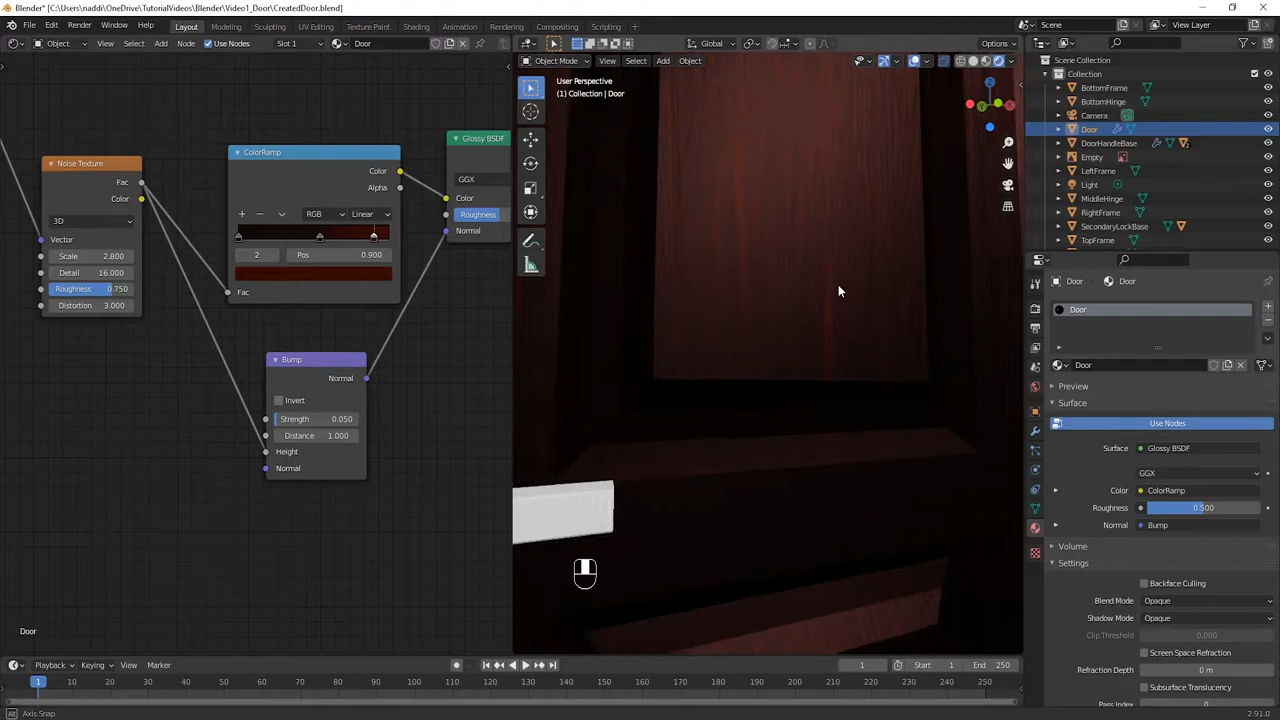 Blender* [C:\Users\naddi\OneDrive\TutorialVideos\Blender\Video1_Door\CreatedDoor.blend]
File Edit Render Window Help Layout Modeling Sculpting UV Editing Texture Paint Shading Animation Rendering Compositing Scripting Scene View Layer
Object View Select Add Node Use Nodes Slot 1 Door Global Options
Object Mode View Select Add Object
User Perspective
(1) Collection | Door
Noise Texture
Fac
Color
3D
Vector
Scale 2.800
Detail 16.000
Roughness 0.750
Distortion 3.000
ColorRamp
Color
Alpha
RGB Linear
2 Pos 0.900
Fac
Glossy BSDF
GGX
Color
Roughness
Normal
Bump
Normal
Invert
Strength 0.050
Distance 1.000
Height
Normal
Door
Z
Scene Collection
Collection
BottomFrame
BottomHinge
Camera
Door
DoorHandleBase
Empty
LeftFrame
Light
MiddleHinge
RightFrame
SecondaryLockBase
TopFrame
Door Door
Door
Door
Preview
Surface
Use Nodes
Surface Glossy BSDF
GGX
Color ColorRamp
Roughness 0.500
Normal Bump
Volume
Settings
Backface Culling
Blend Mode Opaque
Shadow Mode Opaque
Clip Threshold 0.000
Screen Space Refraction
Refraction Depth 0 m
Subsurface Translucency
Pass Index 0
Playback Keying View Marker 1 Start 1 End 250
1 10 20 30 40 50 60 70 80 90 100 110 120 130 140 150 160 170 180 190 200 210 220 230 240 250
Axis Snap 2.91.0